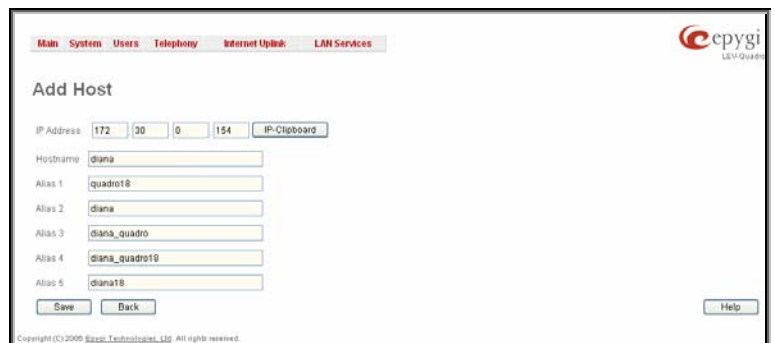 Main System Users Telephony Internet Uplink LAN Services
epygi
LEV-Quadro
Add Host
IP Address 172 30 0 154 IP-Clipboard
Hostname diana
Alias 1 quadro18
Alias 2 diana
Alias 3 diana_quadro
Alias 4 diana_quadro18
Alias 5 diana18
Save Back Help
Copyright (C) 2006 Epygi Technologies, Ltd. All rights reserved.